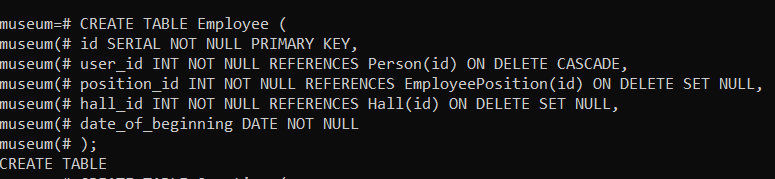 museum=# CREATE TABLE Employee (
museum(# id SERIAL NOT NULL PRIMARY KEY,
museum(# user_id INT NOT NULL REFERENCES Person(id) ON DELETE CASCADE,
museum(# position_id INT NOT NULL REFERENCES EmployeePosition(id) ON DELETE SET NULL,
museum(# hall_id INT NOT NULL REFERENCES Hall(id) ON DELETE SET NULL,
museum(# date_of_beginning DATE NOT NULL
museum(# );
CREATE TABLE